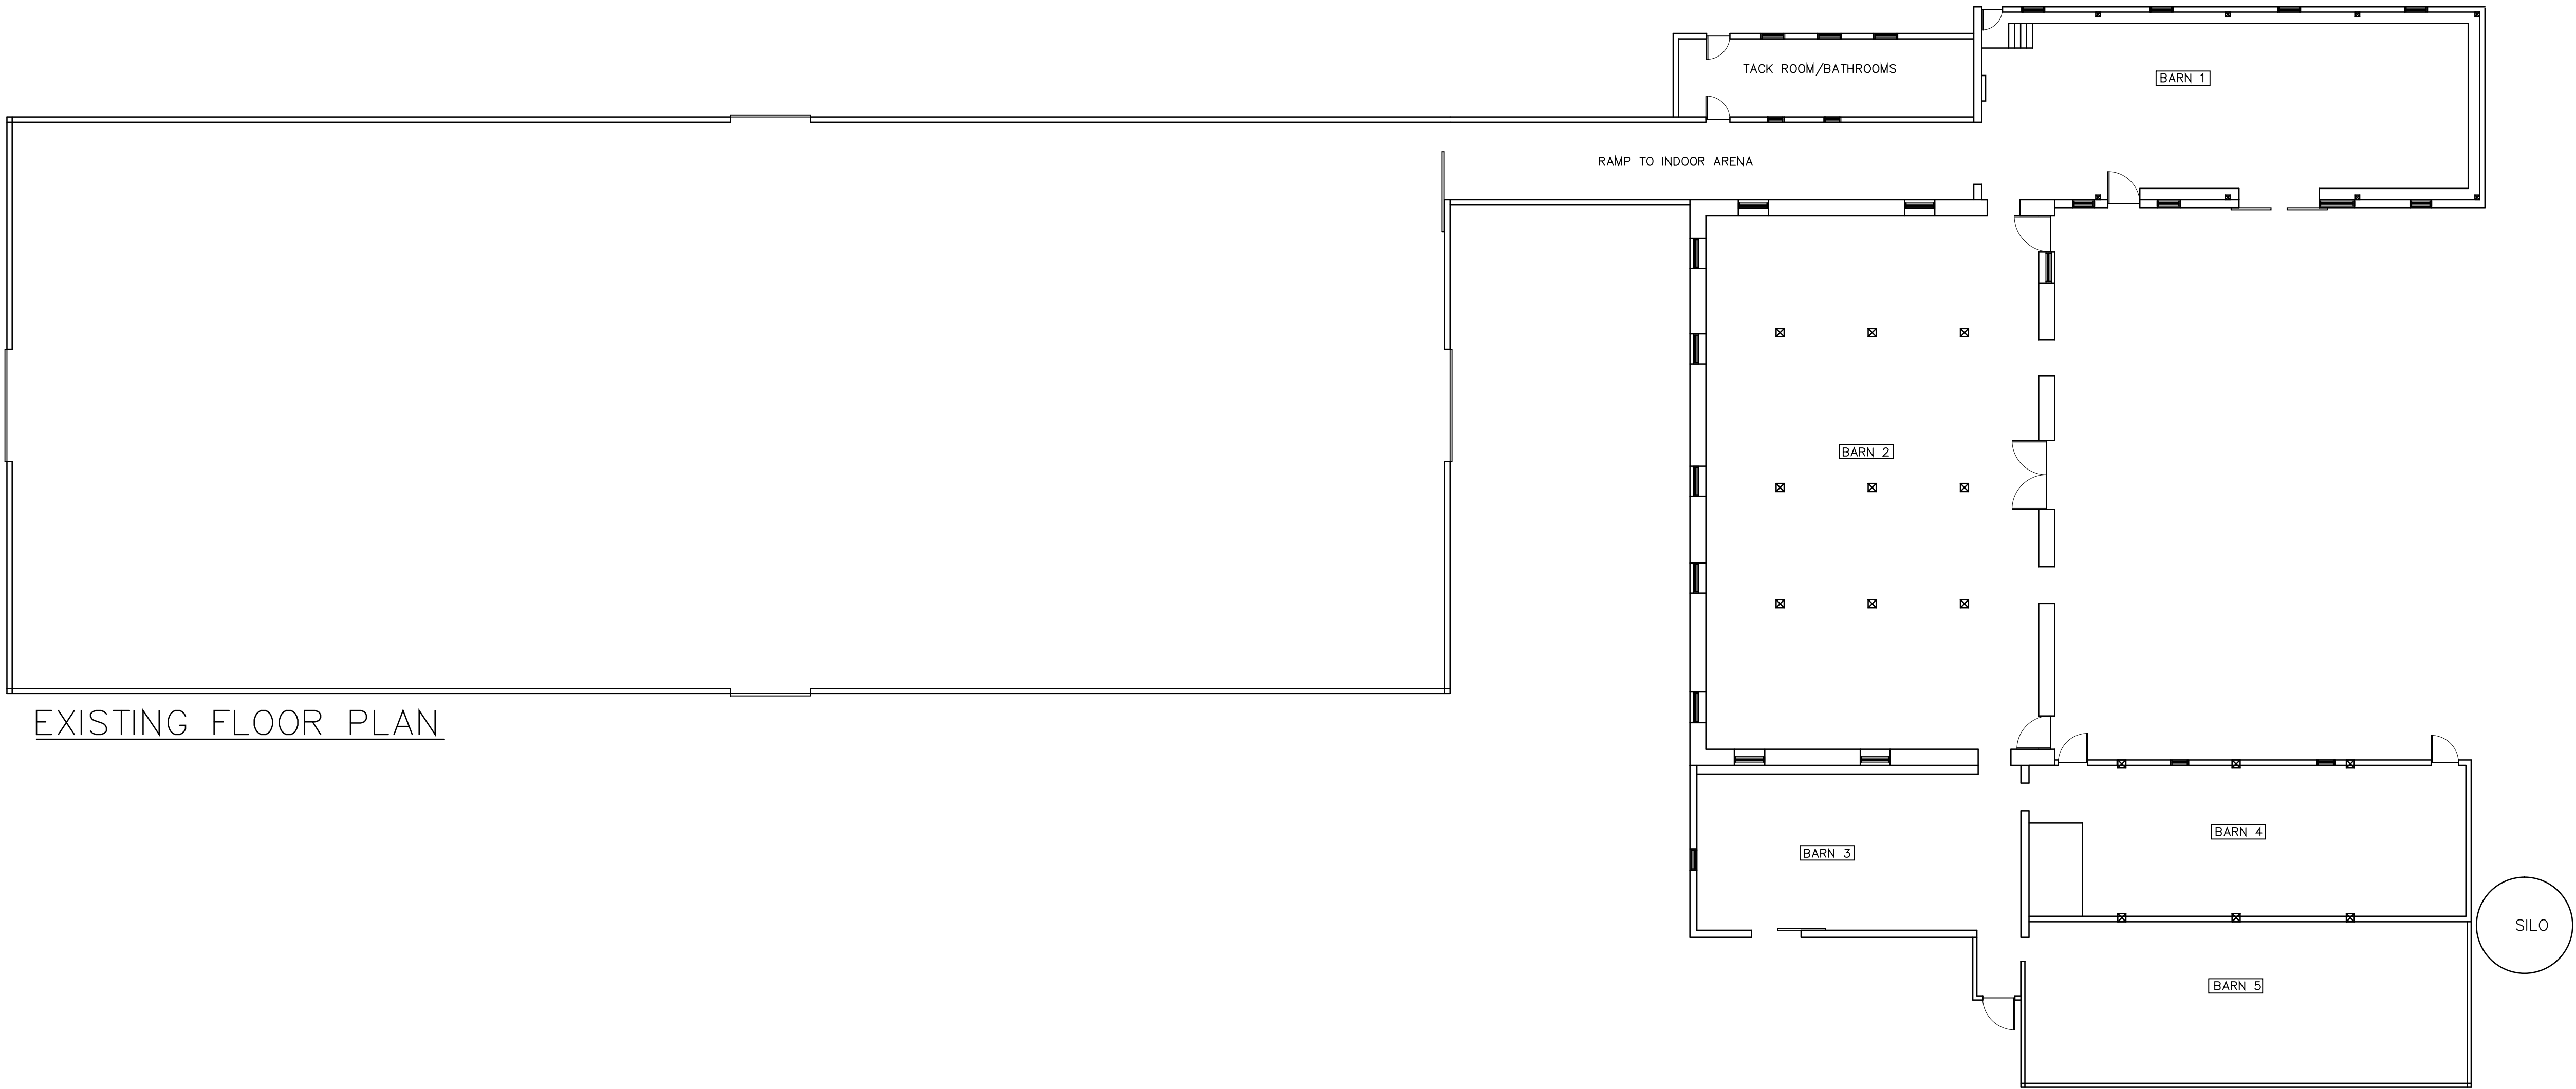 TACK ROOM/BATHROOMS
BARN 1
RAMP TO INDOOR ARENA
BARN 2
EXISTING FLOOR PLAN
BARN 4
BARN 3
SILO
BARN 5